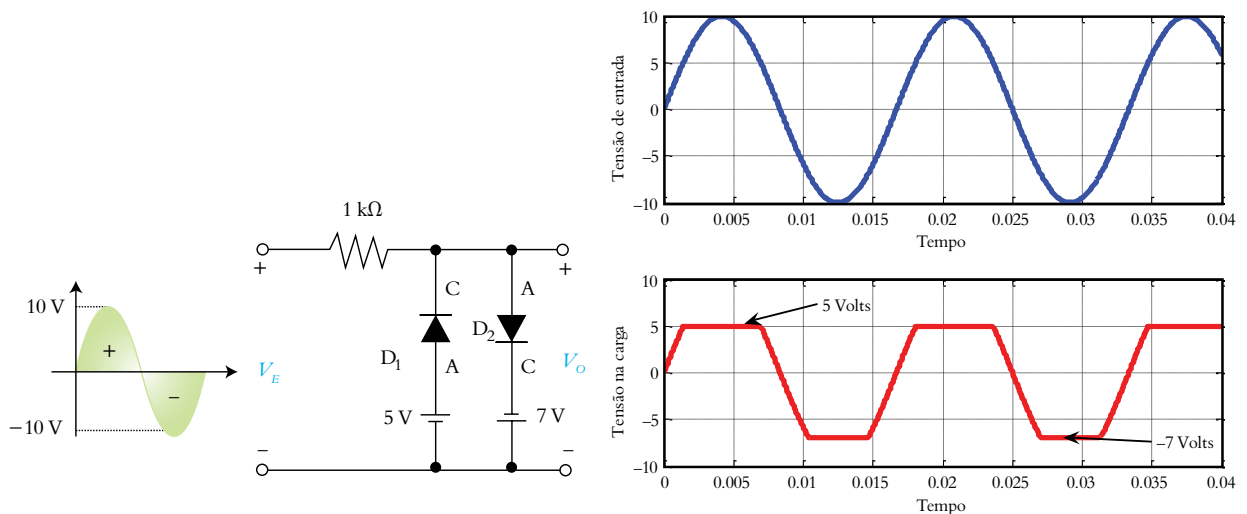 10 V
+
−
−10 V
V_E
1 kΩ
+
+
C
A
D1
D2
A
C
V_O
5 V
7 V
−
−
Tensão de entrada
10
5
0
−5
−10
0 0.005 0.01 0.015 0.02 0.025 0.03 0.035 0.04
Tempo
Tensão na carga
10
5
0
−5
−10
5 Volts
−7 Volts
0 0.005 0.01 0.015 0.02 0.025 0.03 0.035 0.04
Tempo